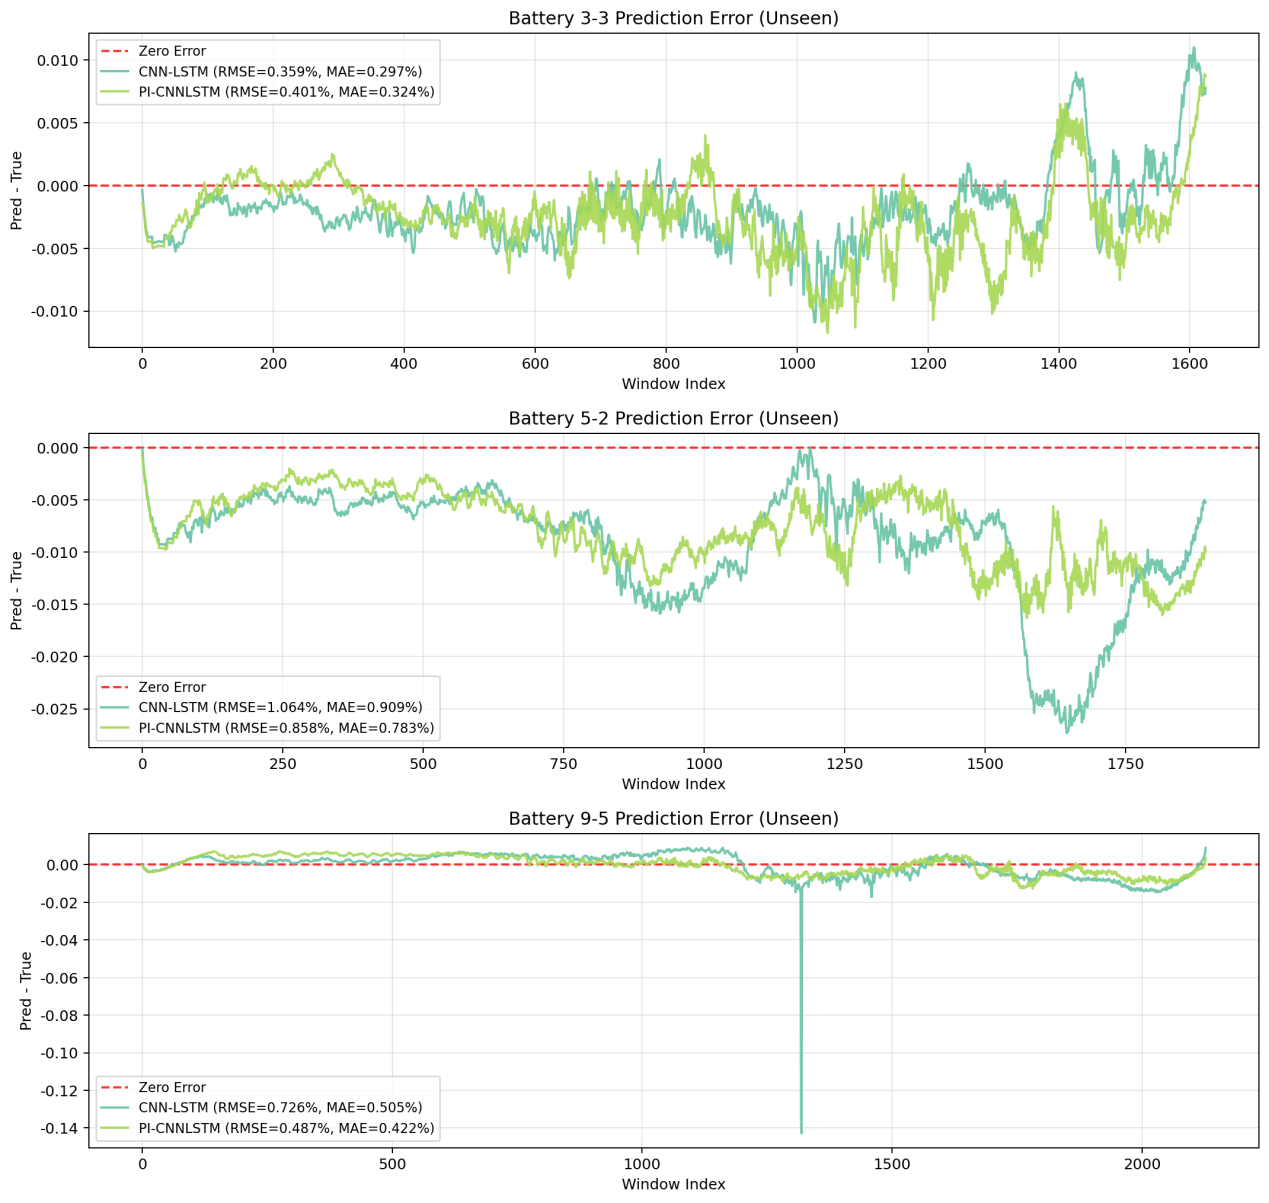 Battery 3-3 Prediction Error (Unseen)
Zero Error
CNN-LSTM (RMSE=0.359%, MAE=0.297%)
PI-CNNLSTM (RMSE=0.401%, MAE=0.324%)
0.010
0.005
0.000
-0.005
-0.010
Pred - True
0 200 400 600 800 1000 1200 1400 1600
Window Index
Battery 5-2 Prediction Error (Unseen)
0.000
-0.005
-0.010
-0.015
-0.020
-0.025
Pred - True
Zero Error
CNN-LSTM (RMSE=1.064%, MAE=0.909%)
PI-CNNLSTM (RMSE=0.858%, MAE=0.783%)
0 250 500 750 1000 1250 1500 1750
Window Index
Battery 9-5 Prediction Error (Unseen)
0.00
-0.02
-0.04
-0.06
-0.08
-0.10
-0.12
-0.14
Pred - True
Zero Error
CNN-LSTM (RMSE=0.726%, MAE=0.505%)
PI-CNNLSTM (RMSE=0.487%, MAE=0.422%)
0 500 1000 1500 2000
Window Index